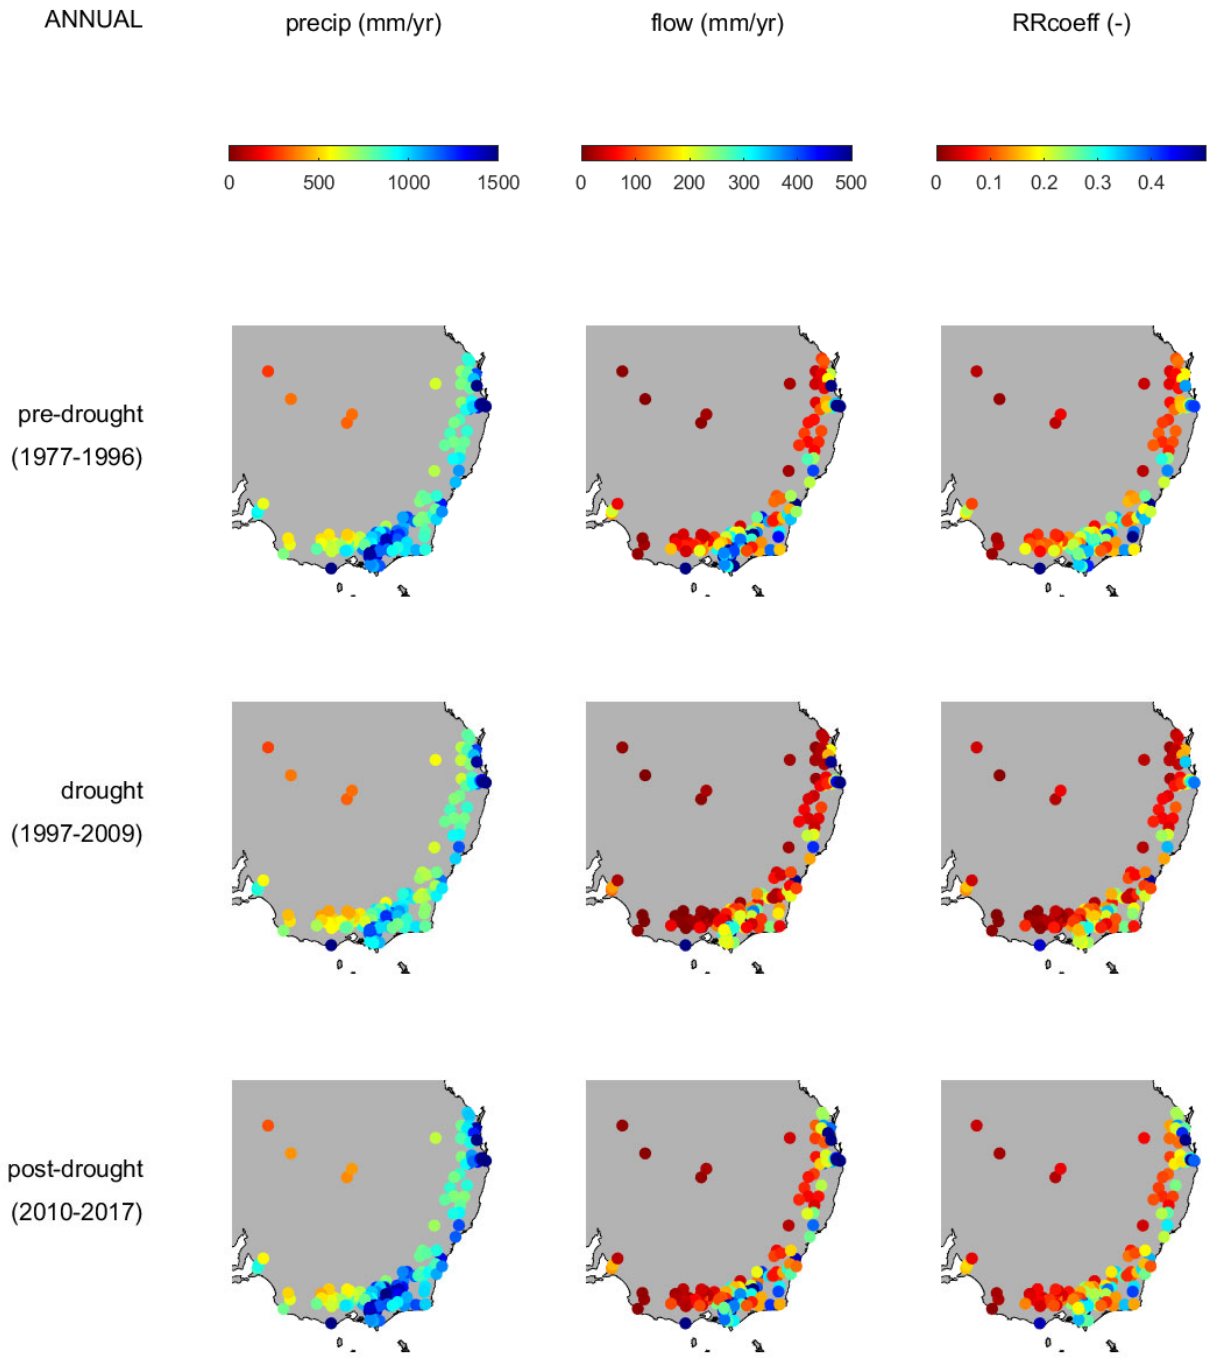 ANNUAL precip (mm/yr) flow (mm/yr) RRcoeff (-)
0 500 1000 1500 0 100 200 300 400 500 0 0.1 0.2 0.3 0.4
pre-drought
(1977-1996)
drought
(1997-2009)
post-drought
(2010-2017)